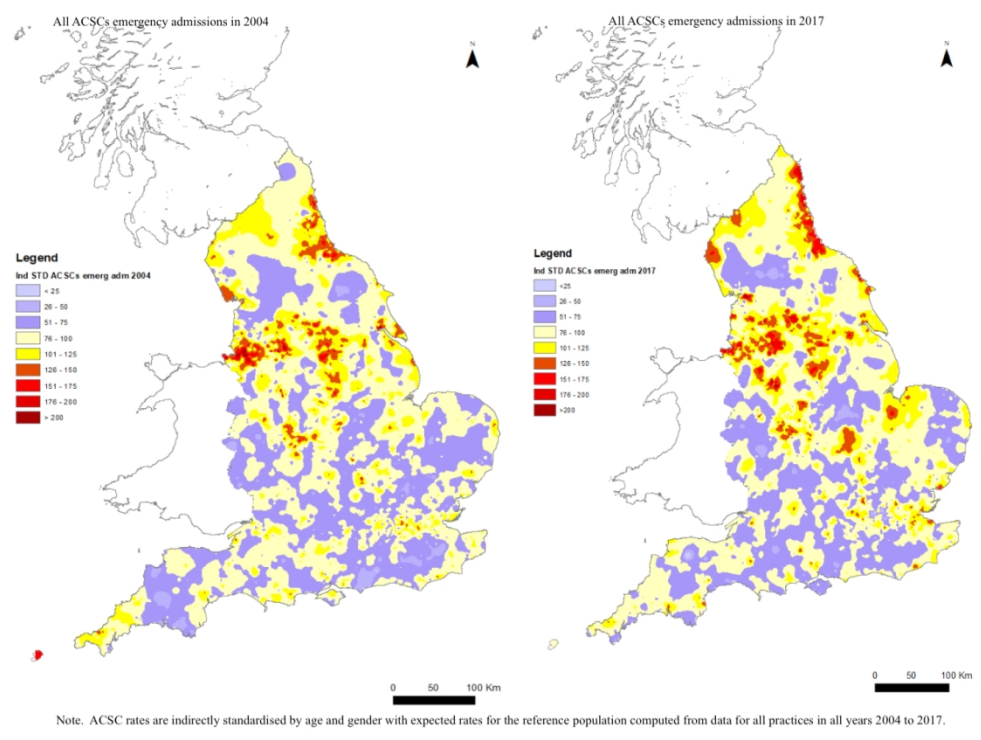 All ACSCs emergency admissions in 2004
All ACSCs emergency admissions in 2017
N
N
Legend
Ind STD ACSCs emerg adm 2004
< 25
26 - 50
51 - 75
76 - 100
101 - 125
126 - 150
151 - 175
176 - 200
> 200
Legend
Ind STD ACSCs emerg adm 2017
<25
26 - 50
51 - 75
76 - 100
101 - 125
126 - 150
151 - 175
176 - 200
>200
0 50 100 Km
0 50 100 Km
Note. ACSC rates are indirectly standardised by age and gender with expected rates for the reference population computed from data for all practices in all years 2004 to 2017.